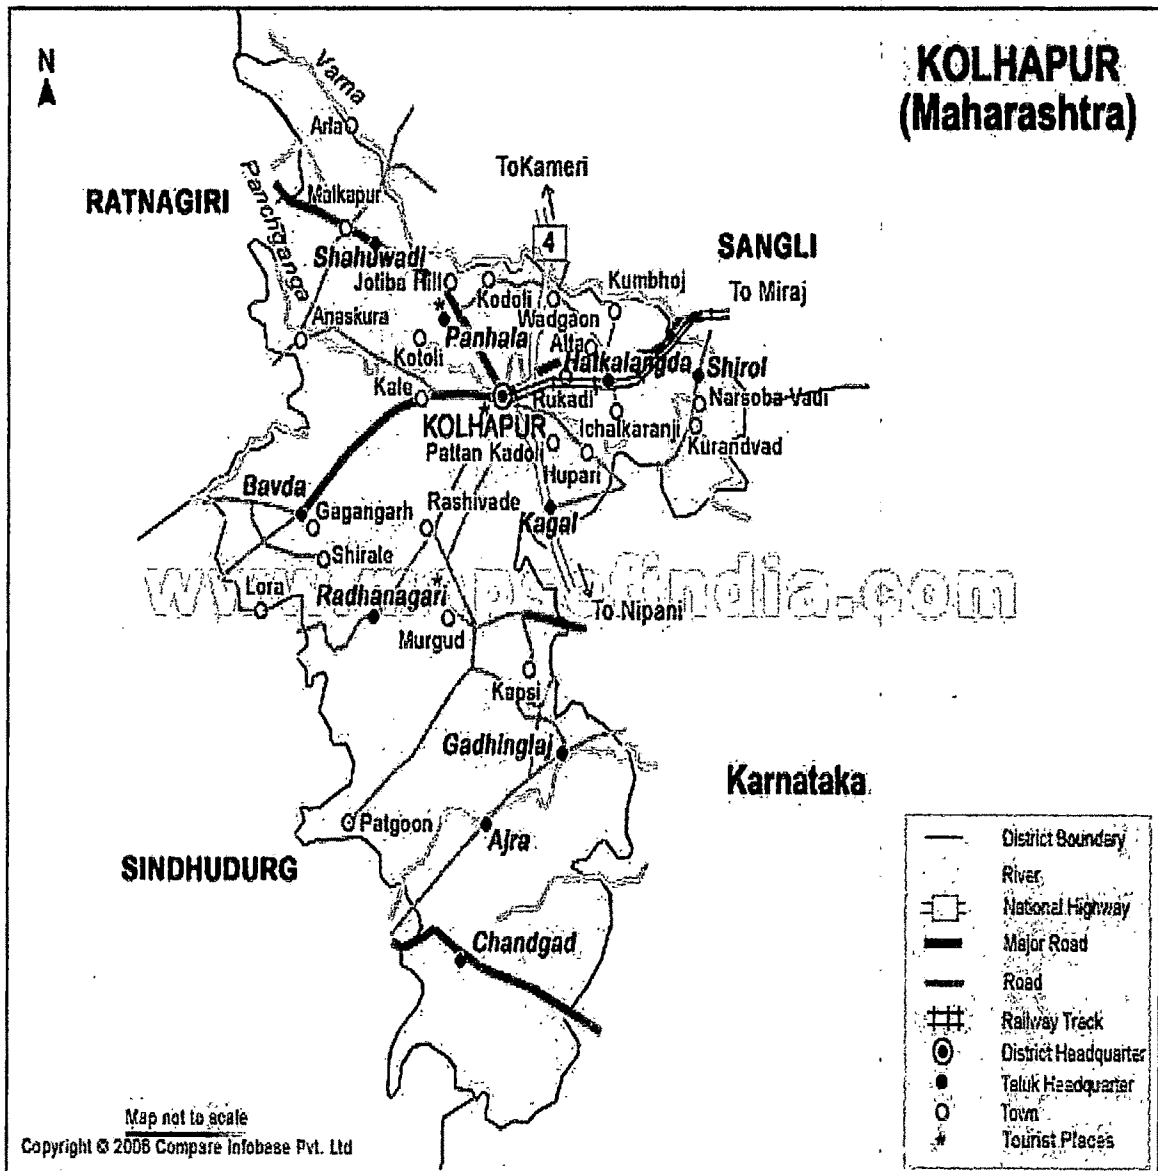 KOLHAPUR
(Maharashtra)
N
Varna
Arla
ToKameri
Panchganga
Malkapur
RATNAGIRI
4
SANGLI
Shahuwadi
Jotiba Hill
Kodoli
Kumbhoj
To Miraj
Wadgaon
Anaskura
Panhala
Alta
Kotoli
Hatkalangda
Shirol
Kale
Rukadi
Narsoba Vadi
KOLHAPUR
Ichalkaranji
Pattan Kadoli
Kurandvad
Hupari
Bavda
Gagangarh
Rashivade
Kagal
Shirale
www.mapsofindia.com
Lora
Radhanagari
To Nipani
Murgud
Kapsi
Gadhinglaj
Karnataka
Patgoon
Ajra
SINDHUDURG
Chandgad
District Boundary
River
National Highway
Major Road
Road
Railway Track
District Headquarter
Taluk Headquarter
Town
Tourist Places
Map not to scale
Copyright © 2008 Compare Infobase Pvt. Ltd